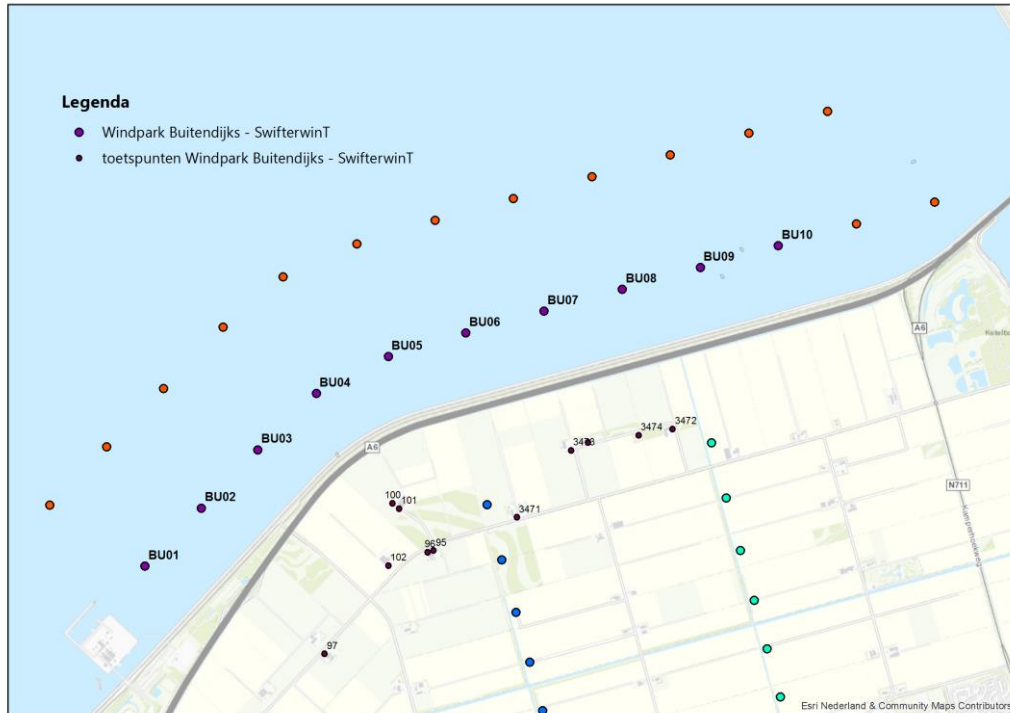 Legenda
Windpark Buitendijks - SwifterwinT
toetspunten Windpark Buitendijks - SwifterwinT
BU10
BU09
BU08
BU07
BU06
BU05
BU04
BU03
BU02
BU01
A6
A6
3472
3474
3473
N711
Kamperhoekweg
100
101
3471
95
96
102
97
Esri Nederland & Community Maps Contributors